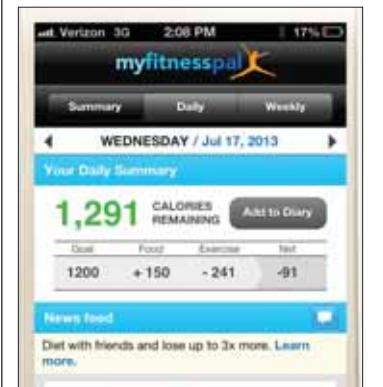 Verizon 3G 2:08 PM 17%
myfitnesspal
Summary Daily Weekly
WEDNESDAY / Jul 17, 2013
Your Daily Summary
1,291 CALORIES REMAINING Add to Diary
Goal Food Exercise Net
1200 + 150 - 241 -91
News feed
Diet with friends and lose up to 3x more. Learn
more.